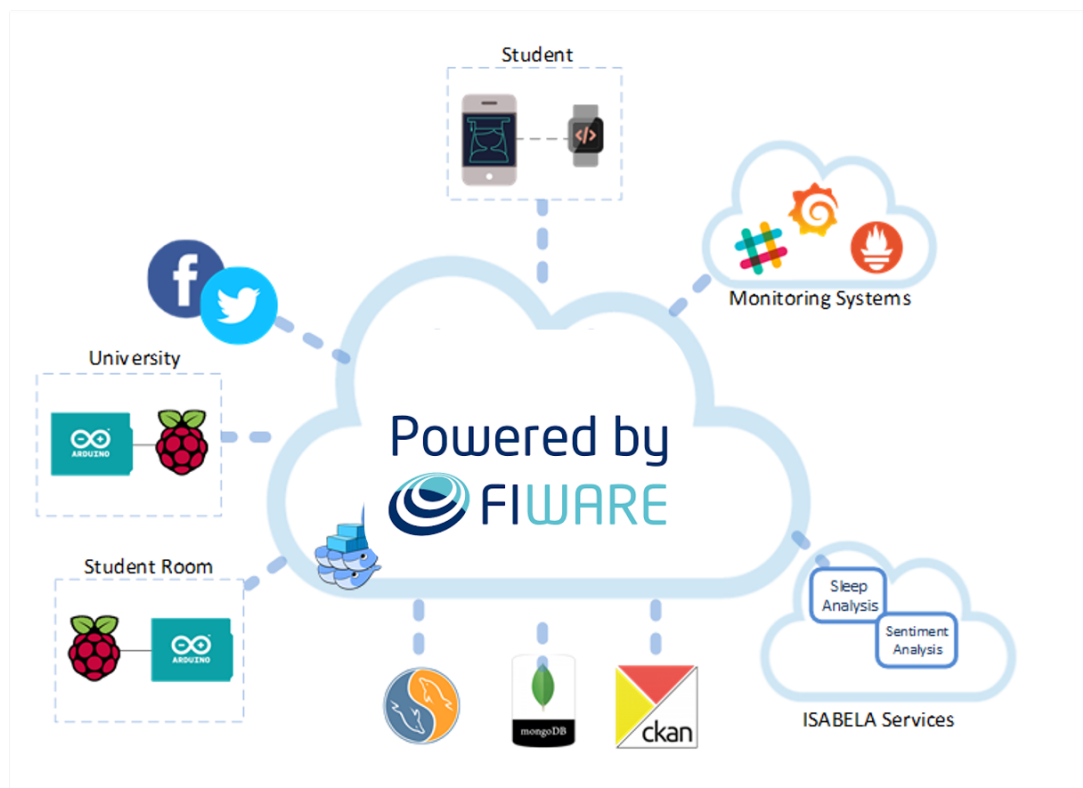 Student
</>
Monitoring Systems
f
University
ARDUINO
Powered by
FIWARE
Student Room
ARDUINO
Sleep
Analysis
Sentiment
Analysis
mongoDB
ckan
ISABELA Services